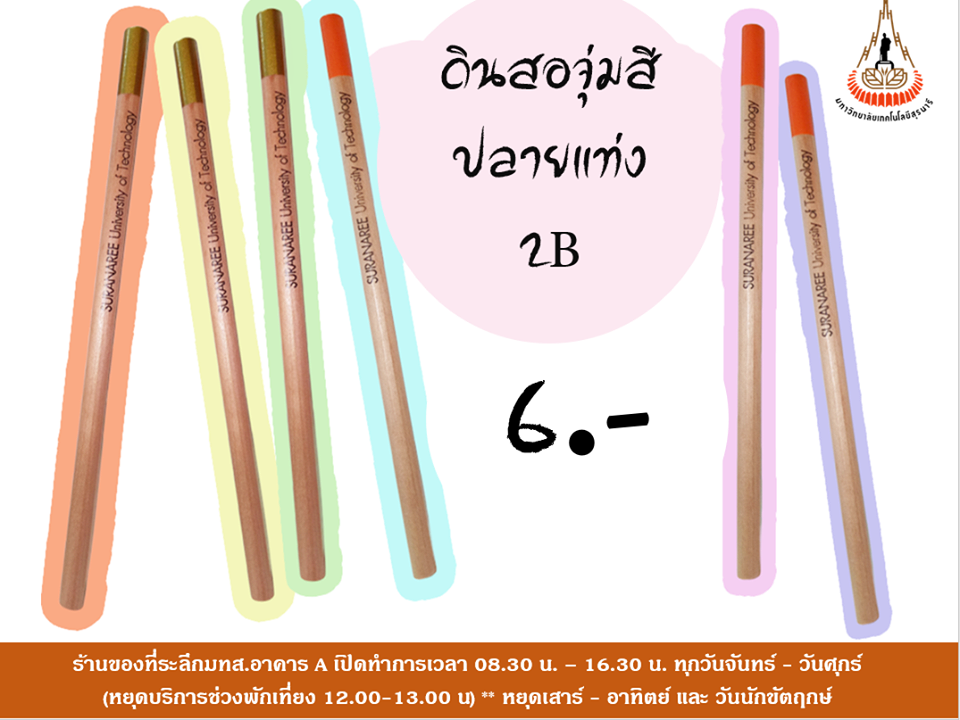 ดินสอจุ่มสี
ปลายแท่ง
2B
6.-
SURANAREE University of Technology
SURANAREE University of Technology
SURANAREE University of Technology
SURANAREE University of Technology
SURANAREE University of Technology
SURANAREE University of Technology
มหาวิทยาลัยเทคโนโลยีสุรนารี
ร้านของที่ระลึกมทส.อาคาร A เปิดทำการเวลา 08.30 น. – 16.30 น. ทุกวันจันทร์ - วันศุกร์
(หยุดบริการช่วงพักเที่ยง 12.00-13.00 น) ** หยุดเสาร์ - อาทิตย์ และ วันนักขัตฤกษ์